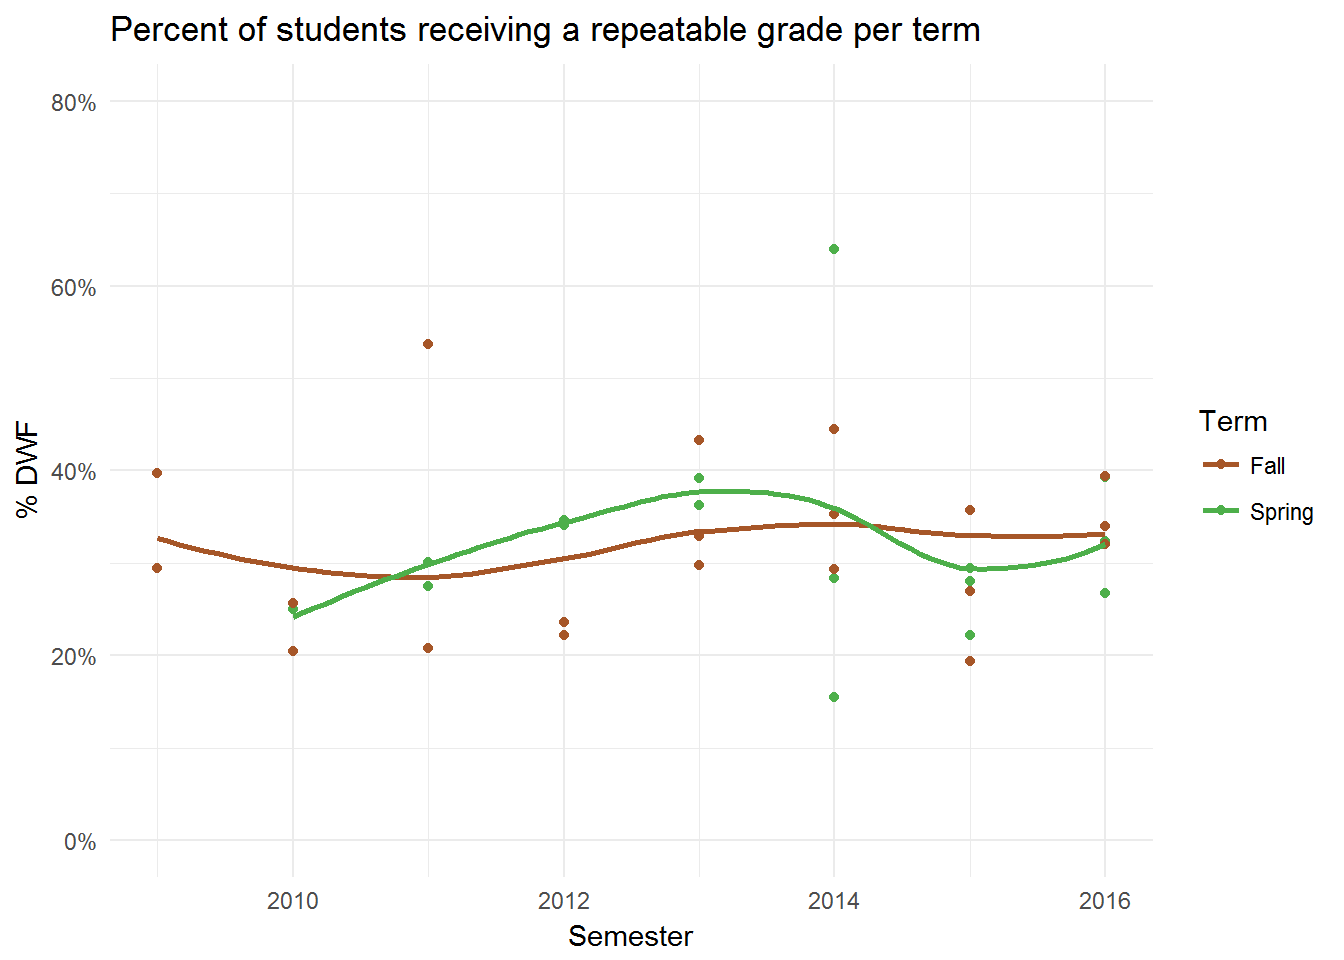 Percent of students receiving a repeatable grade per term
80%
60%
40%
20%
0%
% DWF
2010 2012 2014 2016
Semester
Term
Fall
Spring